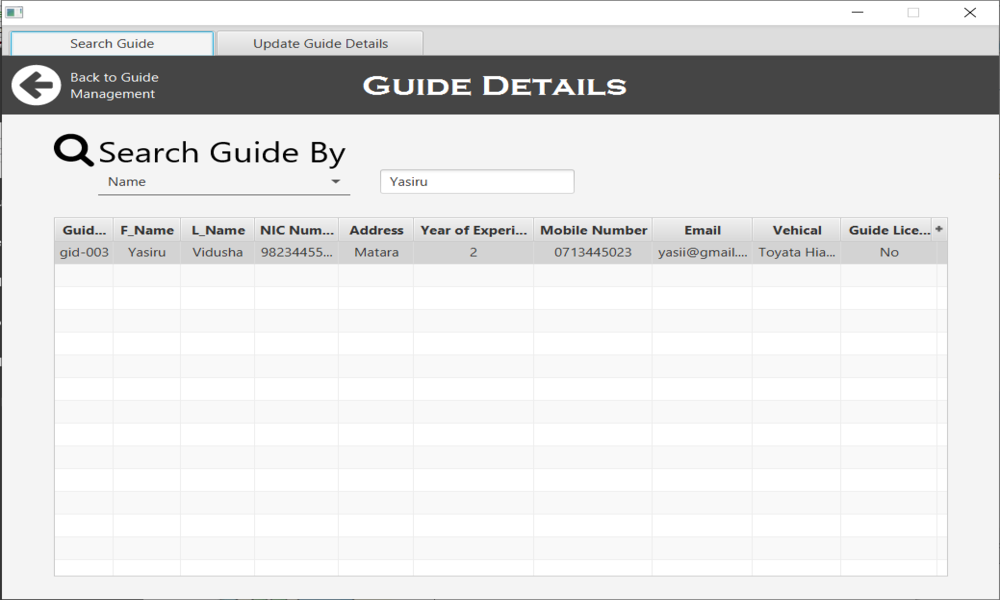 Search Guide Update Guide Details
Back to Guide
Management
Guide Details
Search Guide By
Name Yasiru
Guid... F_Name L_Name NIC Num... Address Year of Experi... Mobile Number Email Vehical Guide Lice... +
gid-003 Yasiru Vidusha 98234455... Matara 2 0713445023 yasii@gmail.... Toyata Hia... No